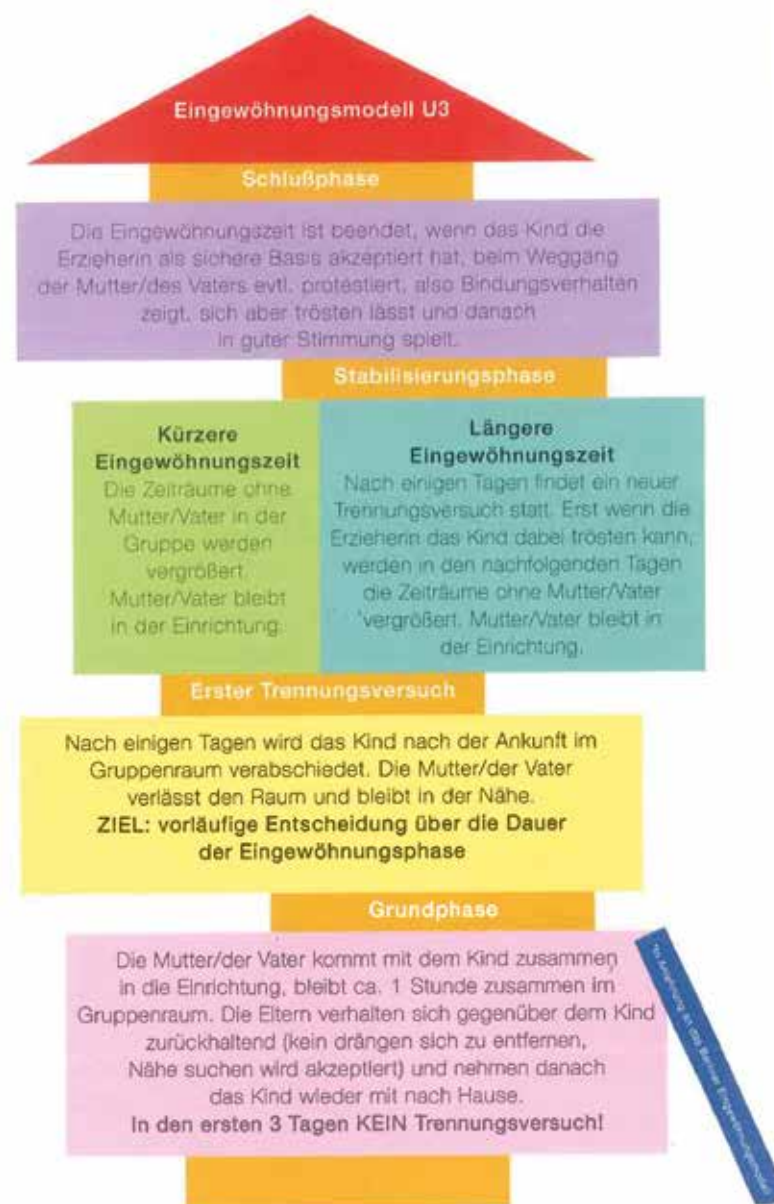 Eingewöhnungsmodell U3
Schlußphase
Die Eingewöhnungszeit ist beendet, wenn das Kind die
Erzieherin als sichere Basis akzeptiert hat, beim Weggang
der Mutter/des Vaters evtl. protestiert, also Bindungsverhalten
zeigt, sich aber trösten lässt und danach
in guter Stimmung spielt.
Stabilisierungsphase
Kürzere
Eingewöhnungszeit
Die Zeiträume ohne
Mutter/Vater in der
Gruppe werden
vergrößert.
Mutter/Vater bleibt
in der Einrichtung.
Längere
Eingewöhnungszeit
Nach einigen Tagen findet ein neuer
Trennungsversuch statt. Erst wenn die
Erzieherin das Kind dabei trösten kann,
werden in den nachfolgenden Tagen
die Zeiträume ohne Mutter/Vater
vergrößert. Mutter/Vater bleibt in
der Einrichtung.
Erster Trennungsversuch
Nach einigen Tagen wird das Kind nach der Ankunft im
Gruppenraum verabschiedet. Die Mutter/der Vater
verlässt den Raum und bleibt in der Nähe.
ZIEL: vorläufige Entscheidung über die Dauer
der Eingewöhnungsphase
Grundphase
Die Mutter/der Vater kommt mit dem Kind zusammen
in die Einrichtung, bleibt ca. 1 Stunde zusammen im
Gruppenraum. Die Eltern verhalten sich gegenüber dem Kind
zurückhaltend (kein drängen sich zu entfernen,
Nähe suchen wird akzeptiert) und nehmen danach
das Kind wieder mit nach Hause.
In den ersten 3 Tagen KEIN Trennungsversuch!
*in Anlehnung an das Berliner Eingewöhnungsmodell